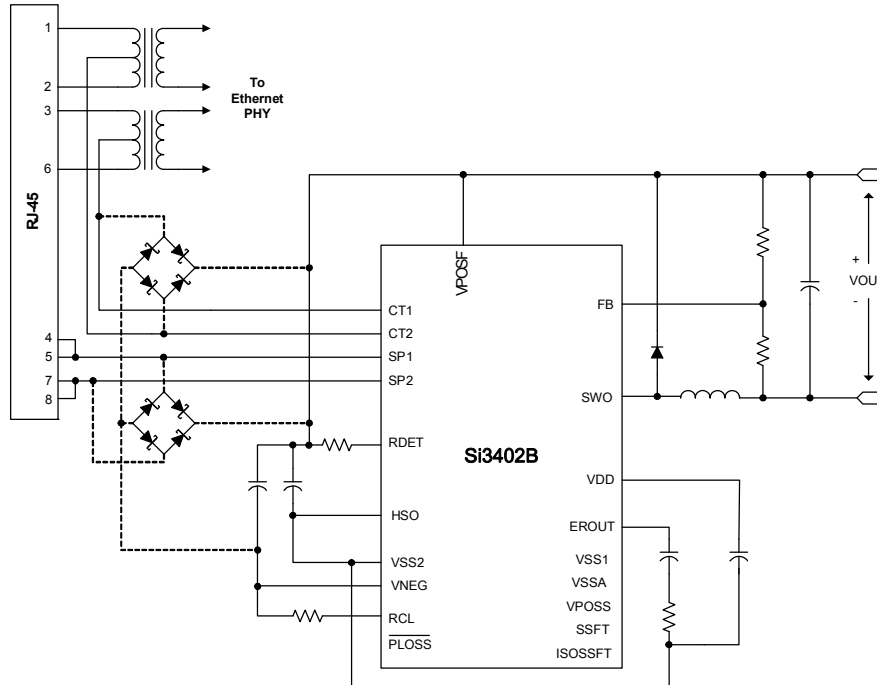 1
2
3
6
To
Ethernet
PHY
RJ-45
4
5
7
8
CT1
CT2
SP1
SP2
RDET
HSO
VSS2
VNEG
RCL
PLOSS
VPOSF
Si3402B
FB
SWO
VDD
EROUT
VSS1
VSSA
VPOSS
SSFT
ISOSSFT
+
VOU
-